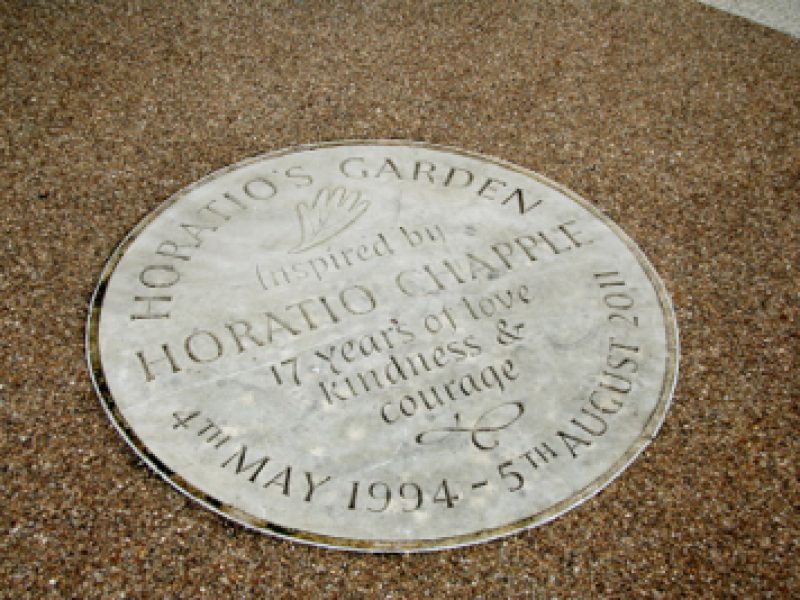 HORATIO'S GARDEN
Inspired by
HORATIO CHAPPLE
17 Years of love
kindness &
courage
4TH MAY 1994 - 5TH AUGUST 2011